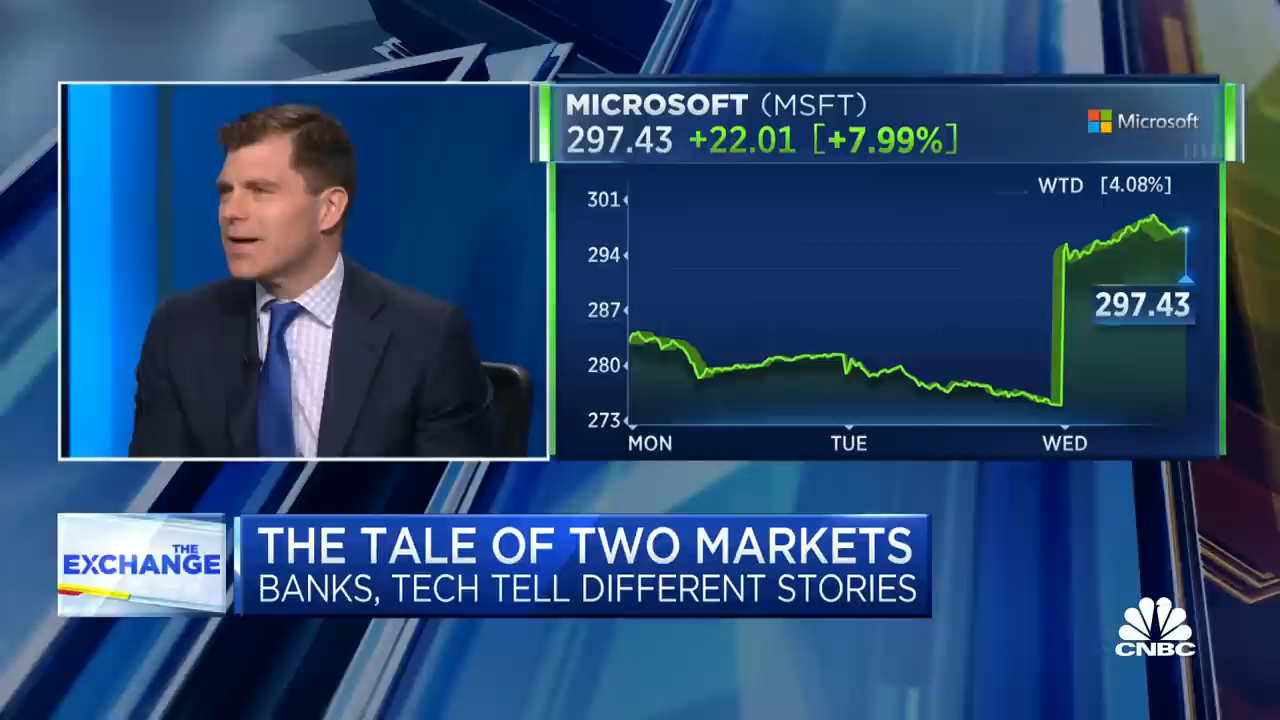 MICROSOFT (MSFT)
297.43 +22.01 [+7.99%]
Microsoft
WTD [4.08%]
301
294
287
280
273
297.43
MON TUE WED
THE
EXCHANGE
THE TALE OF TWO MARKETS
BANKS, TECH TELL DIFFERENT STORIES
CNBC